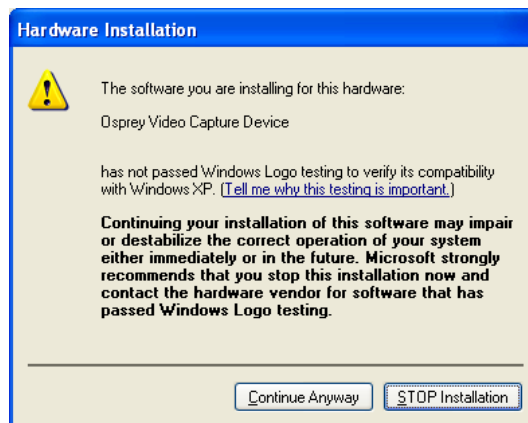 Hardware Installation
The software you are installing for this hardware:
Osprey Video Capture Device
has not passed Windows Logo testing to verify its compatibility
with Windows XP. (Tell me why this testing is important.)
Continuing your installation of this software may impair
or destabilize the correct operation of your system
either immediately or in the future. Microsoft strongly
recommends that you stop this installation now and
contact the hardware vendor for software that has
passed Windows Logo testing.
Continue Anyway
STOP Installation